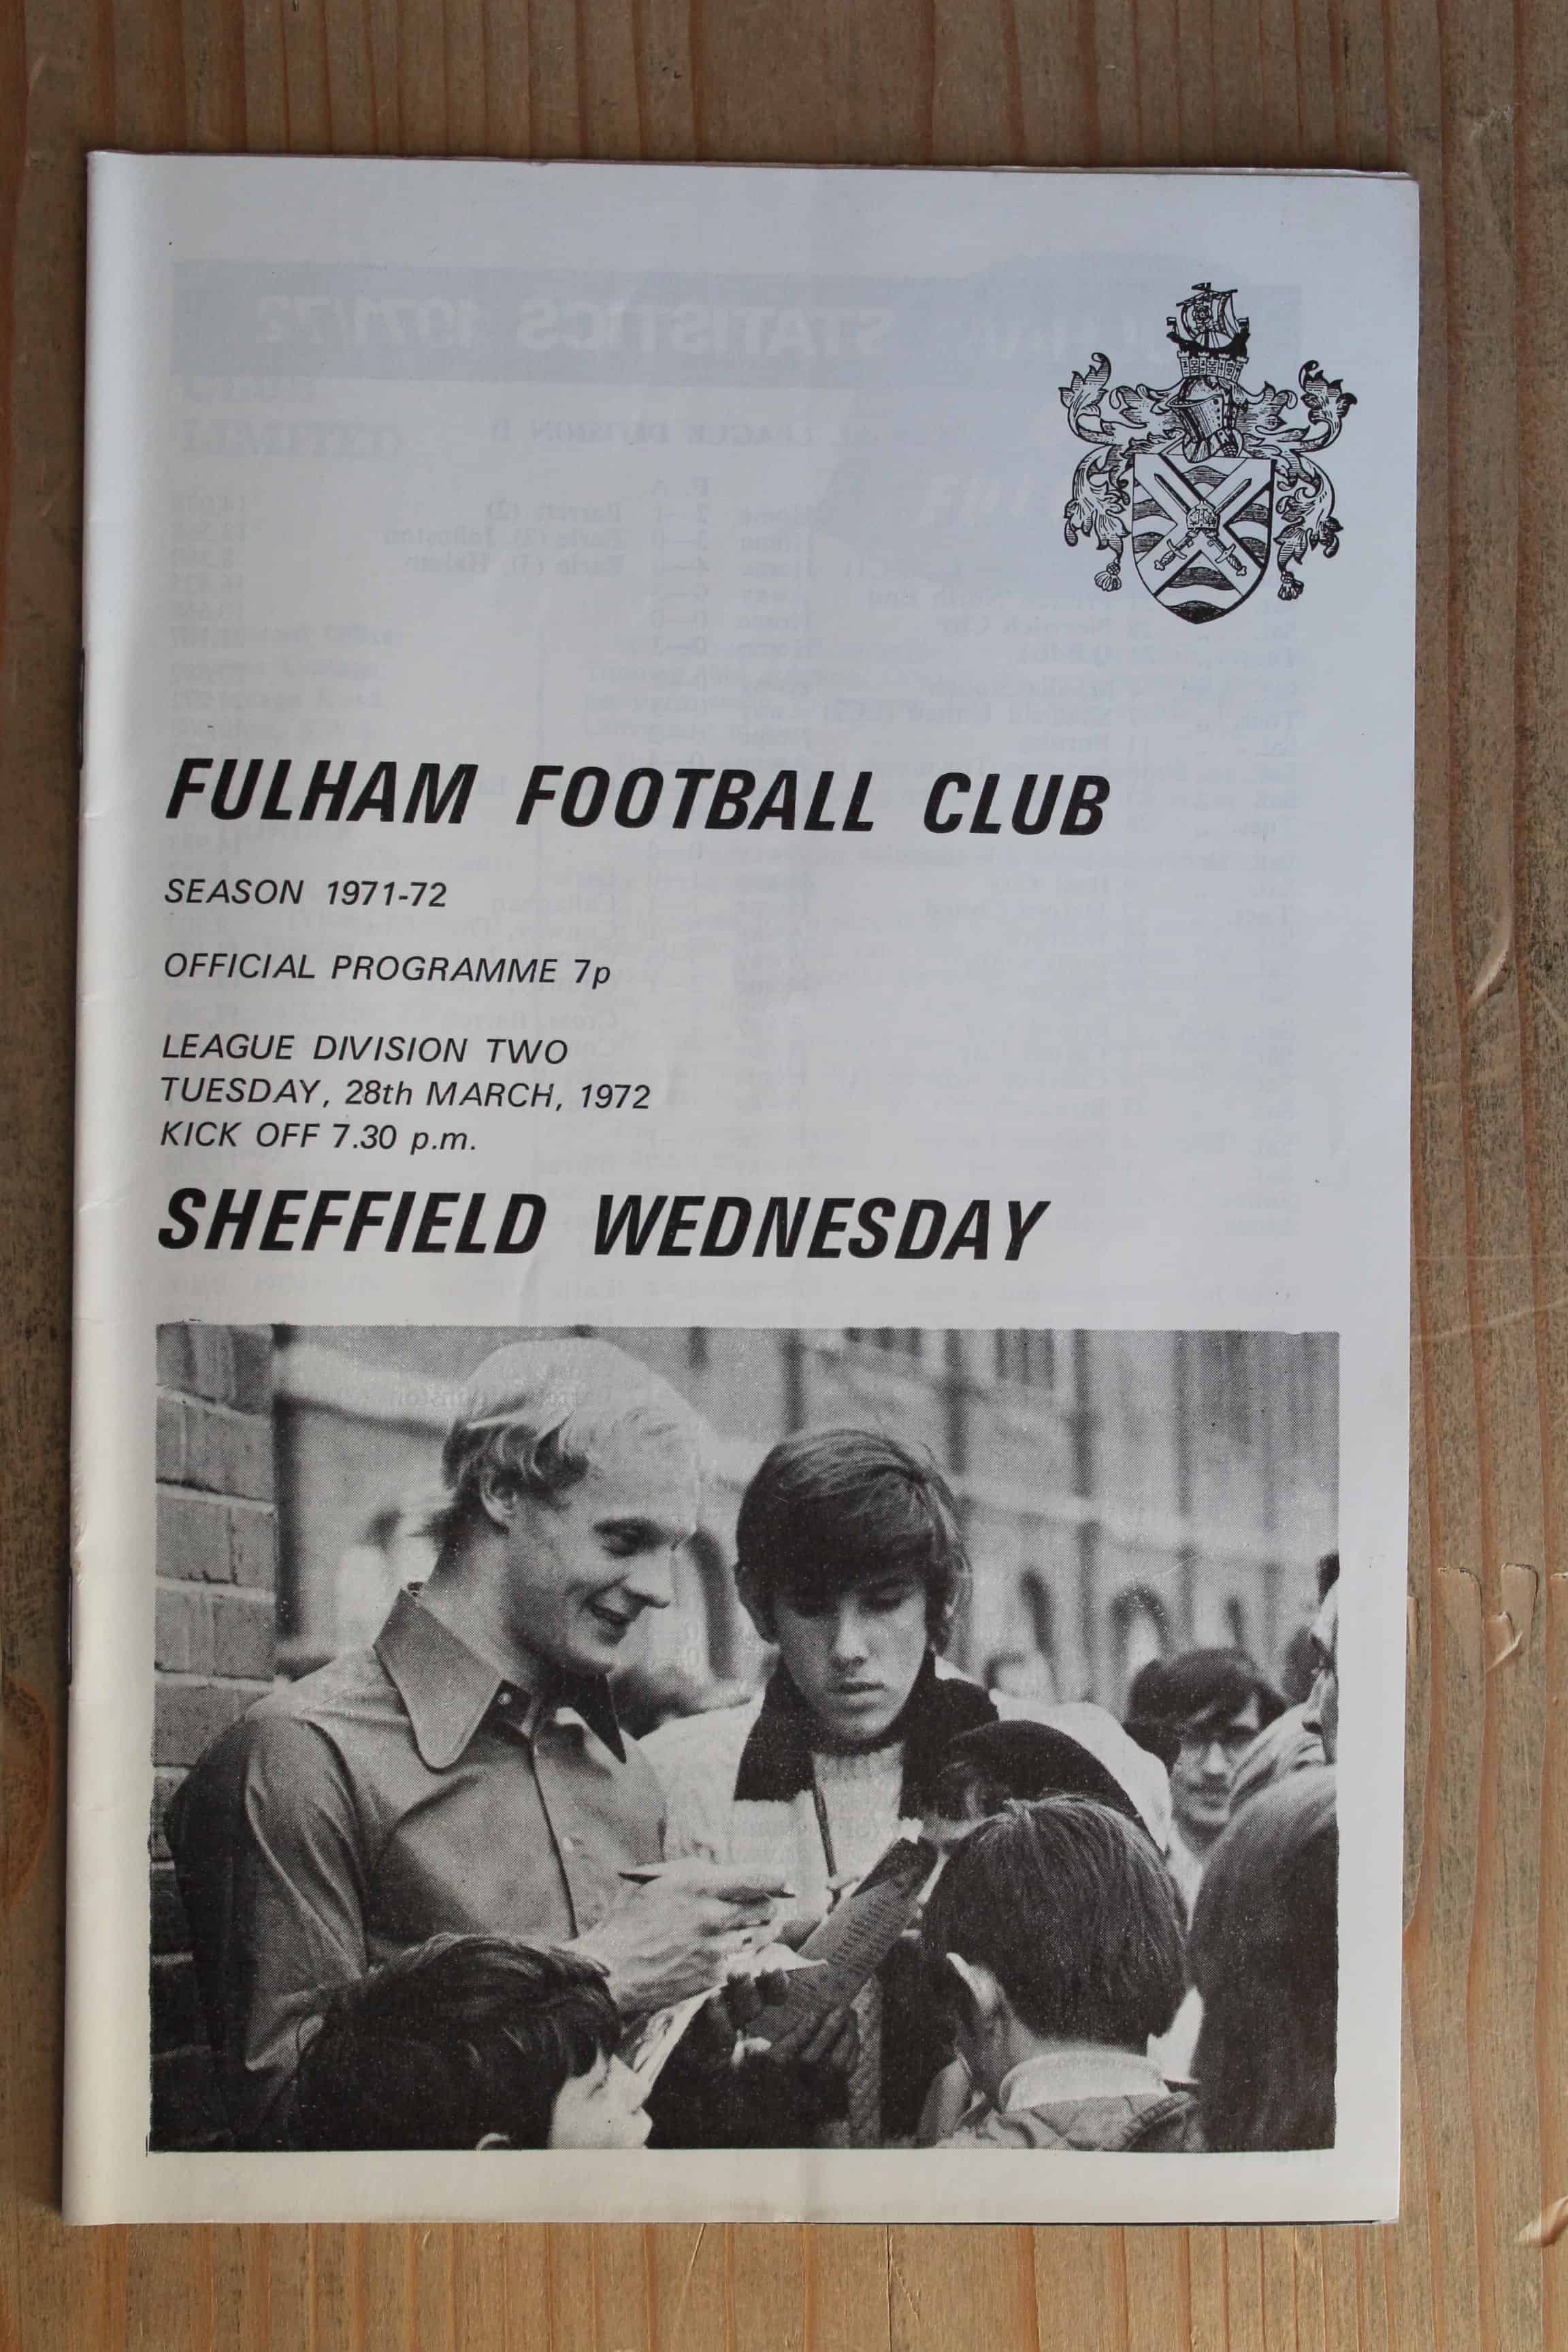 FULHAM FOOTBALL CLUB
SEASON 1971-72
OFFICIAL PROGRAMME 7p
LEAGUE DIVISION TWO
TUESDAY, 28th MARCH, 1972
KICK OFF 7.30 p.m.
SHEFFIELD WEDNESDAY